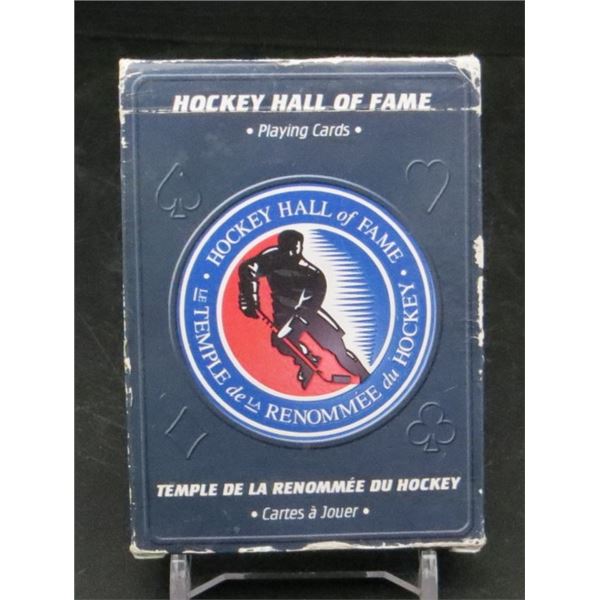 HOCKEY HALL OF FAME
• Playing Cards •
• HOCKEY HALL of FAME •
LE TEMPLE de LA RENOMMÉE du HOCKEY
TEMPLE DE LA RENOMMÉE DU HOCKEY
• Cartes à Jouer •